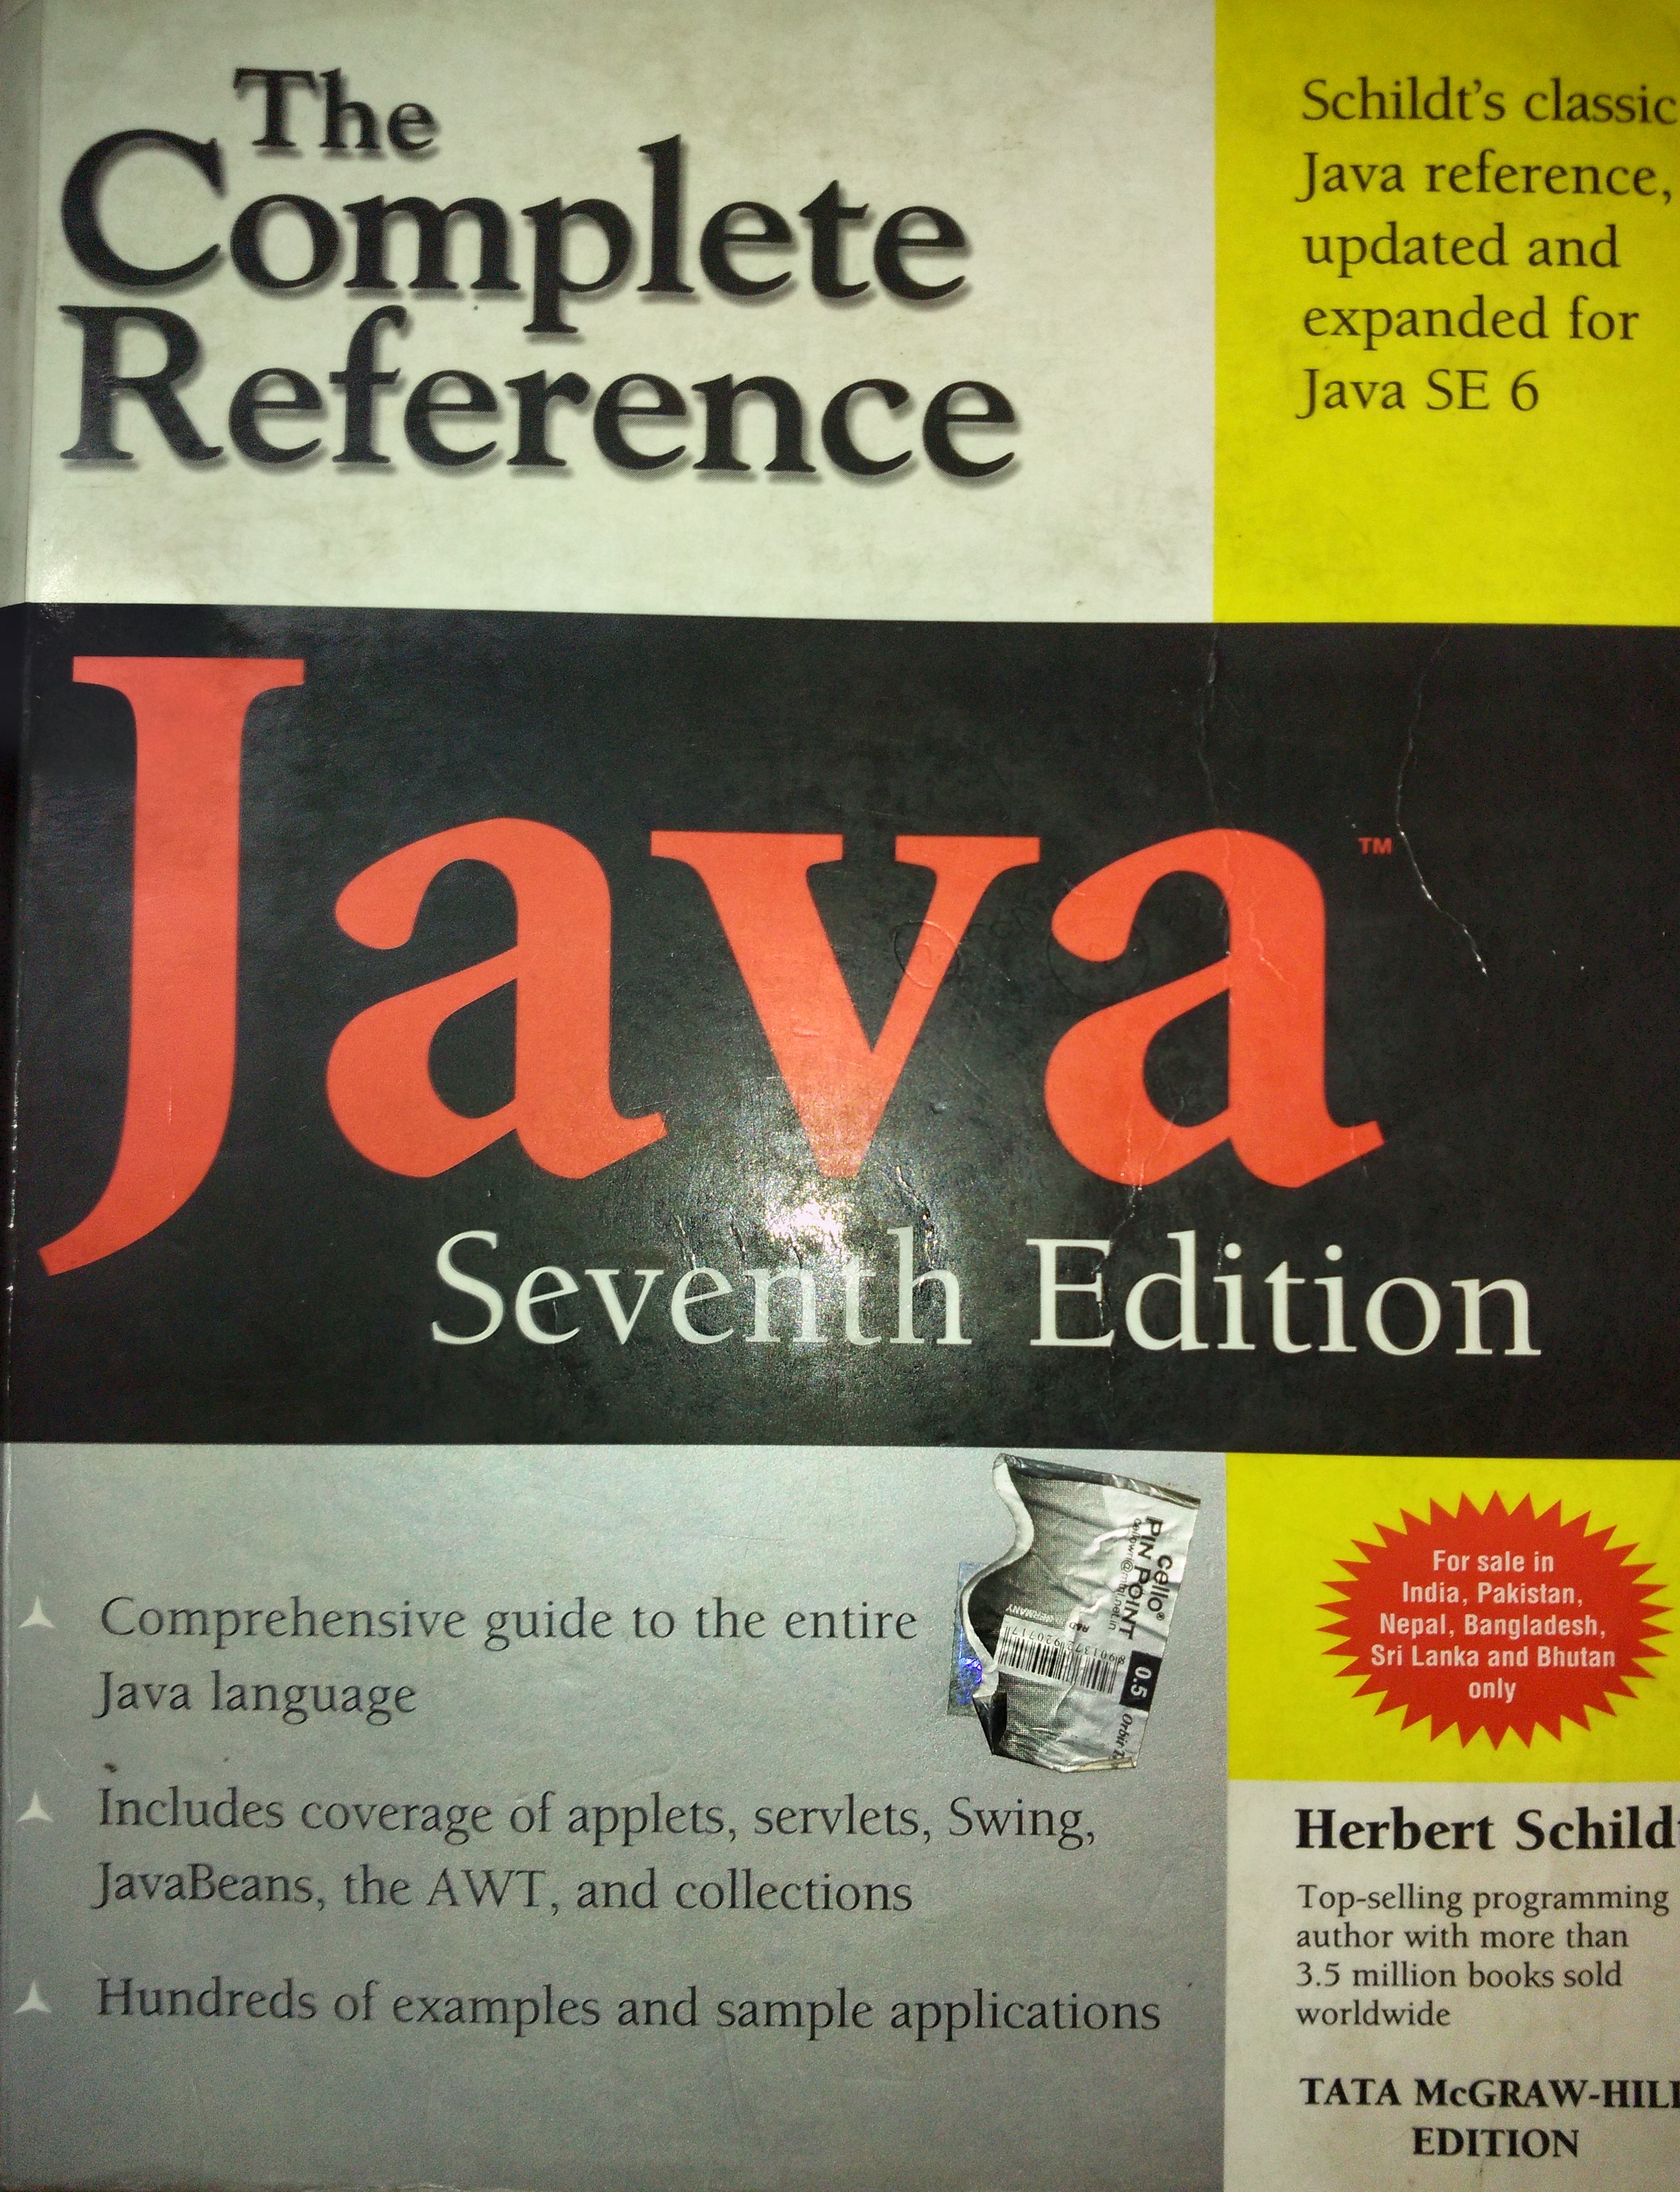 The
Complete
Reference
Schildt's classic
Java reference,
updated and
expanded for
Java SE 6
Java™
Seventh Edition
Comprehensive guide to the entire
Java language
Includes coverage of applets, servlets, Swing,
JavaBeans, the AWT, and collections
Hundreds of examples and sample applications
cello®
PIN POINT
0.5
GERMANY
For sale in
India, Pakistan,
Nepal, Bangladesh,
Sri Lanka and Bhutan
only
Herbert Schild
Top-selling programming
author with more than
3.5 million books sold
worldwide
TATA McGRAW-HILL
EDITION